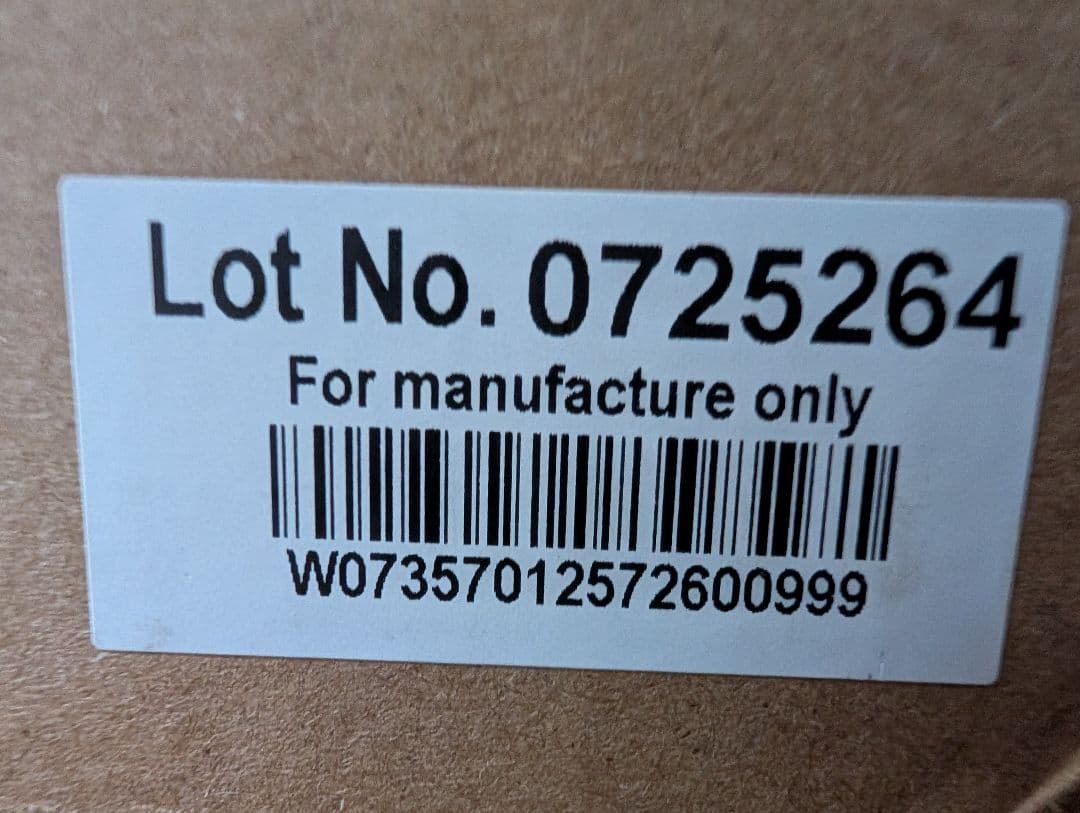 Lot No. 0725264
For manufacture only
W07357012572600999